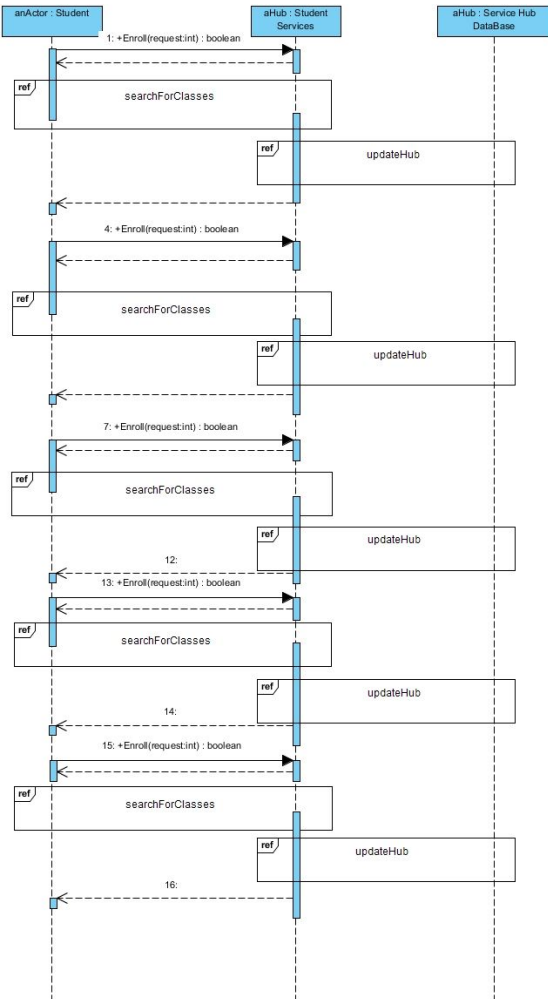 anActor : Student
aHub : Student
Services
aHub : Service Hub
DataBase
1: +Enroll(request:int) : boolean
ref
searchForClasses
ref
updateHub
4: +Enroll(request:int) : boolean
ref
searchForClasses
ref
updateHub
7: +Enroll(request:int) : boolean
ref
searchForClasses
ref
updateHub
12:
13: +Enroll(request:int) : boolean
ref
searchForClasses
ref
updateHub
14:
15: +Enroll(request:int) : boolean
ref
searchForClasses
ref
updateHub
16: